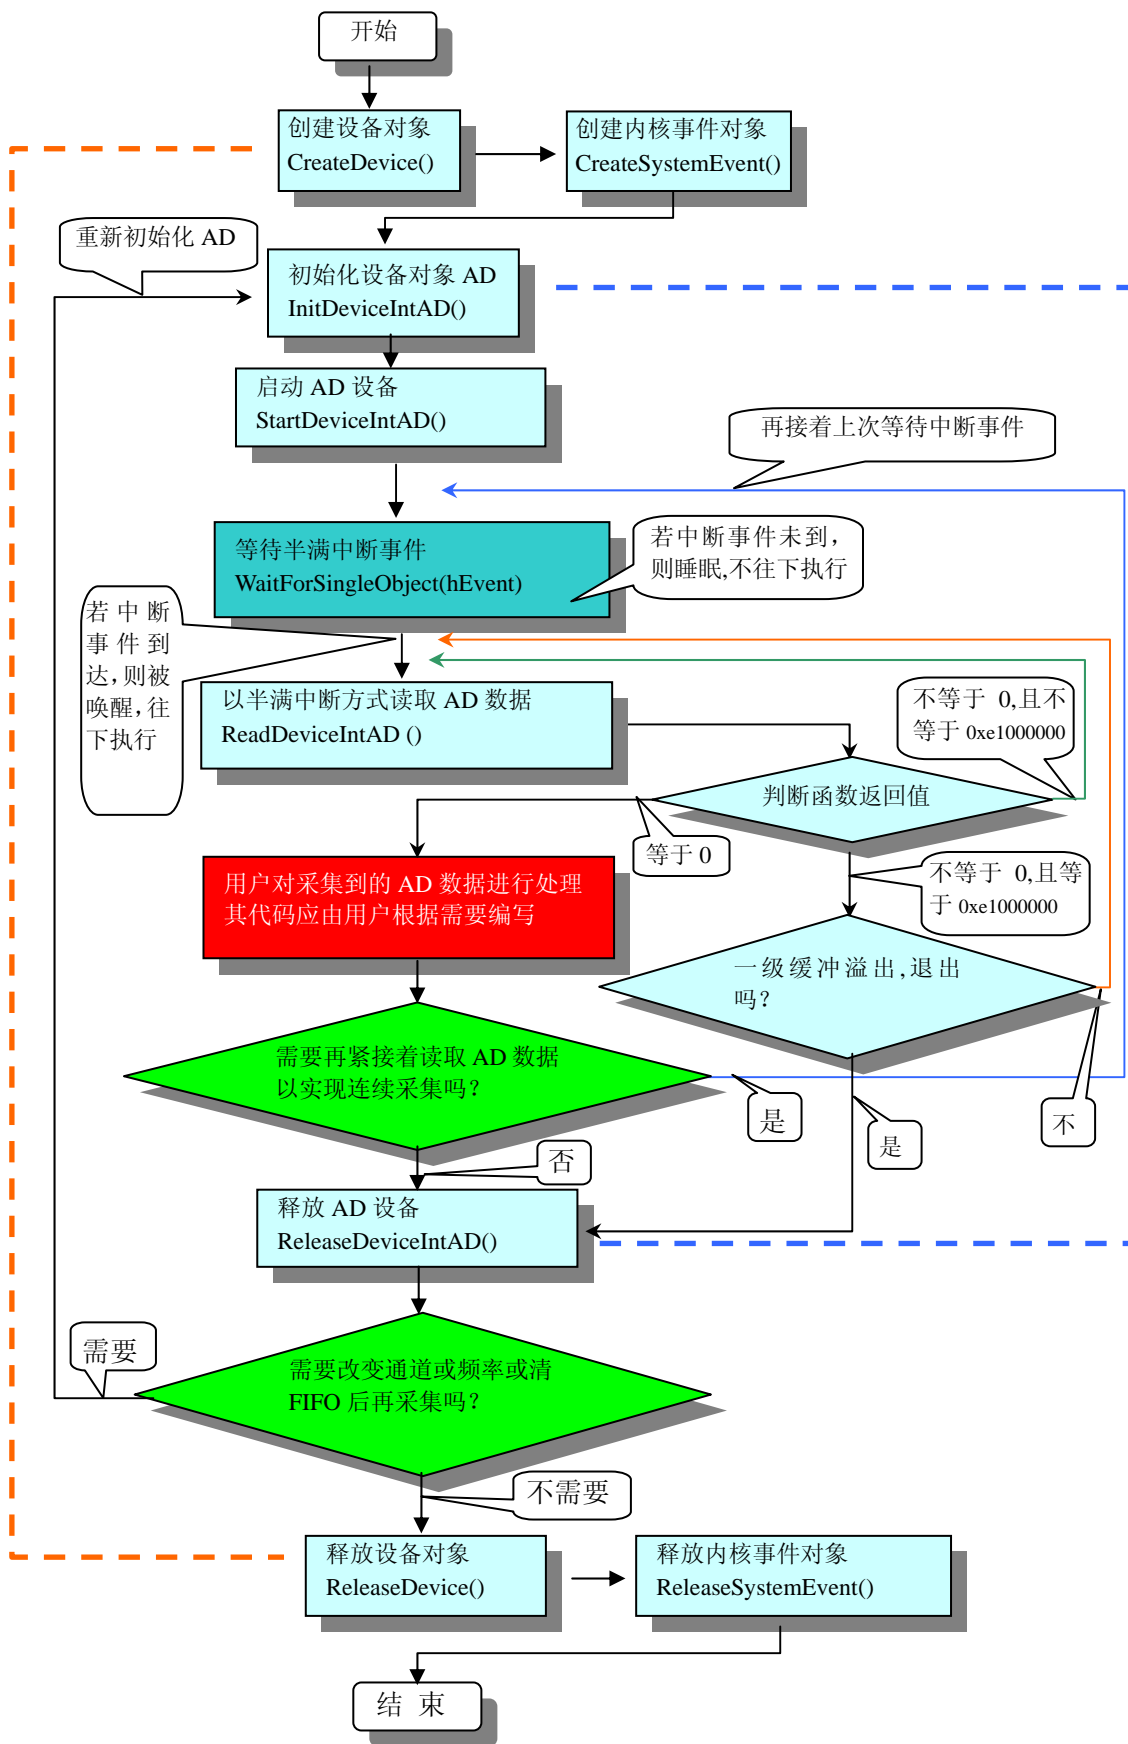 开始
创建设备对象
CreateDevice()
创建内核事件对象
CreateSystemEvent()
重新初始化 AD
初始化设备对象 AD
InitDeviceIntAD()
启动 AD 设备
StartDeviceIntAD()
再接着上次等待中断事件
等待半满中断事件
WaitForSingleObject(hEvent)
若中断事件未到，
则睡眠,不往下执行
若中断
事件到
达,则被
唤醒,往
下执行
以半满中断方式读取 AD 数据
ReadDeviceIntAD ()
不等于 0,且不
等于 0xe1000000
判断函数返回值
等于 0
不等于 0,且等
于 0xe1000000
用户对采集到的 AD 数据进行处理
其代码应由用户根据需要编写
一级缓冲溢出,退出
吗？
需要再紧接着读取 AD 数据
以实现连续采集吗？
是
是
不
否
释放 AD 设备
ReleaseDeviceIntAD()
需要
需要改变通道或频率或清
FIFO 后再采集吗？
不需要
释放设备对象
ReleaseDevice()
释放内核事件对象
ReleaseSystemEvent()
结 束